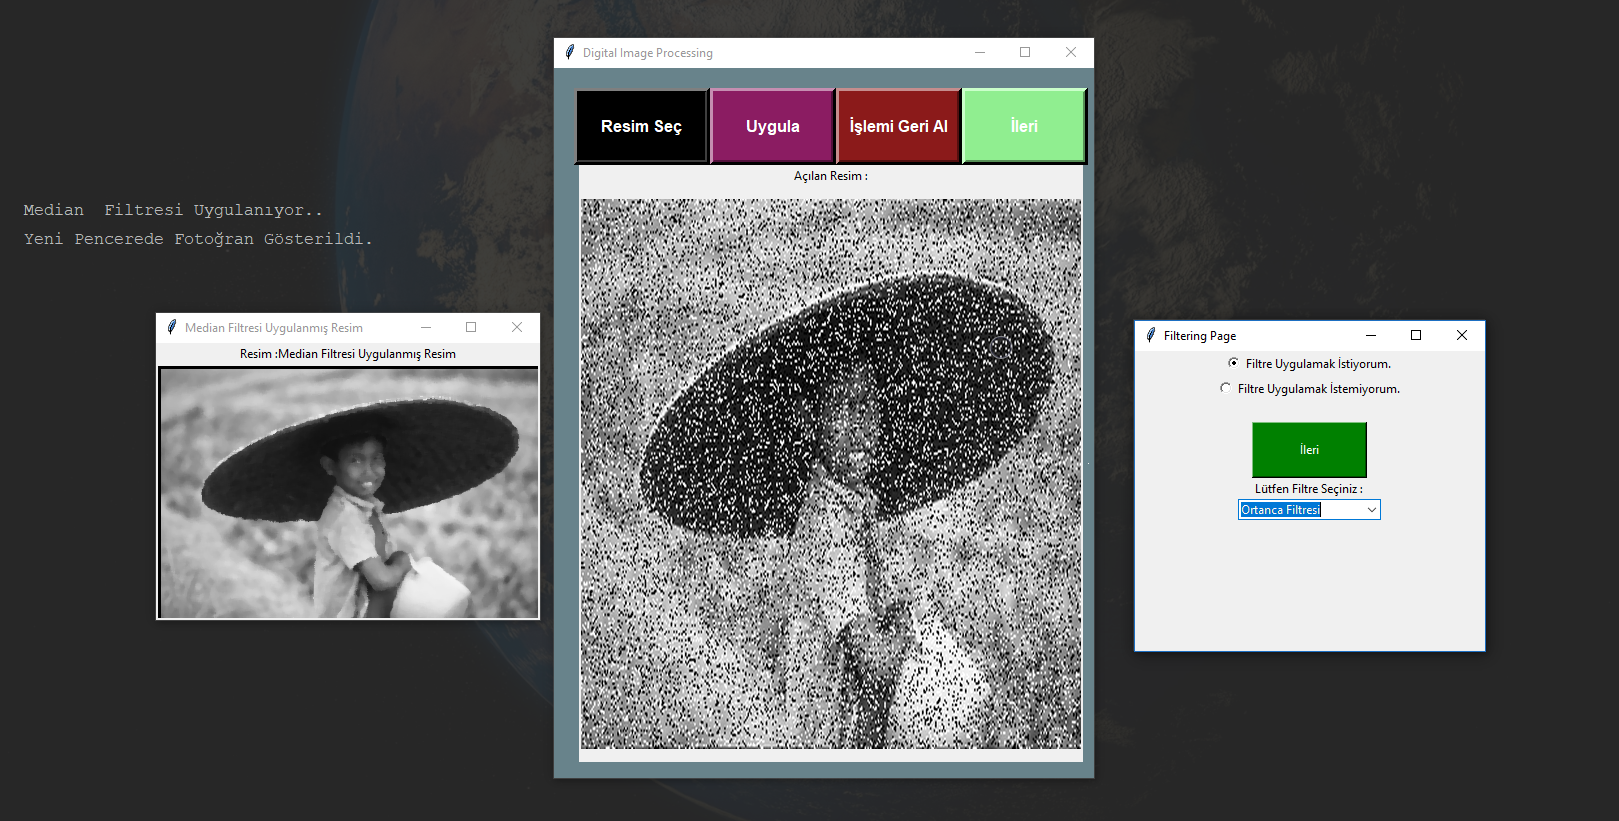 Median  Filtresi Uygulanıyor..
Yeni Pencerede Fotoğran Gösterildi.
Median Filtresi Uygulanmış Resim
Resim :Median Filtresi Uygulanmış Resim
Digital Image Processing
Resim Seç
Uygula
İşlemi Geri Al
İleri
Açılan Resim :
Filtering Page
Filtre Uygulamak İstiyorum.
Filtre Uygulamak İstemiyorum.
İleri
Lütfen Filtre Seçiniz :
Ortanca Filtresi